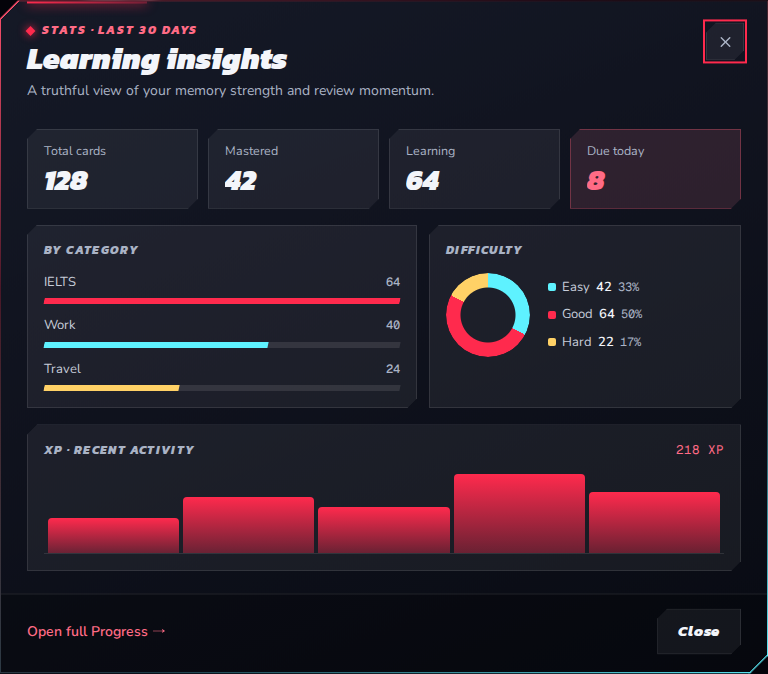 STATS · LAST 30 DAYS
Learning insights
A truthful view of your memory strength and review momentum.
Total cards
128
Mastered
42
Learning
64
Due today
8
BY CATEGORY
IELTS 64
Work 40
Travel 24
DIFFICULTY
Easy 42 33%
Good 64 50%
Hard 22 17%
XP · RECENT ACTIVITY 218 XP
Open full Progress →
Close